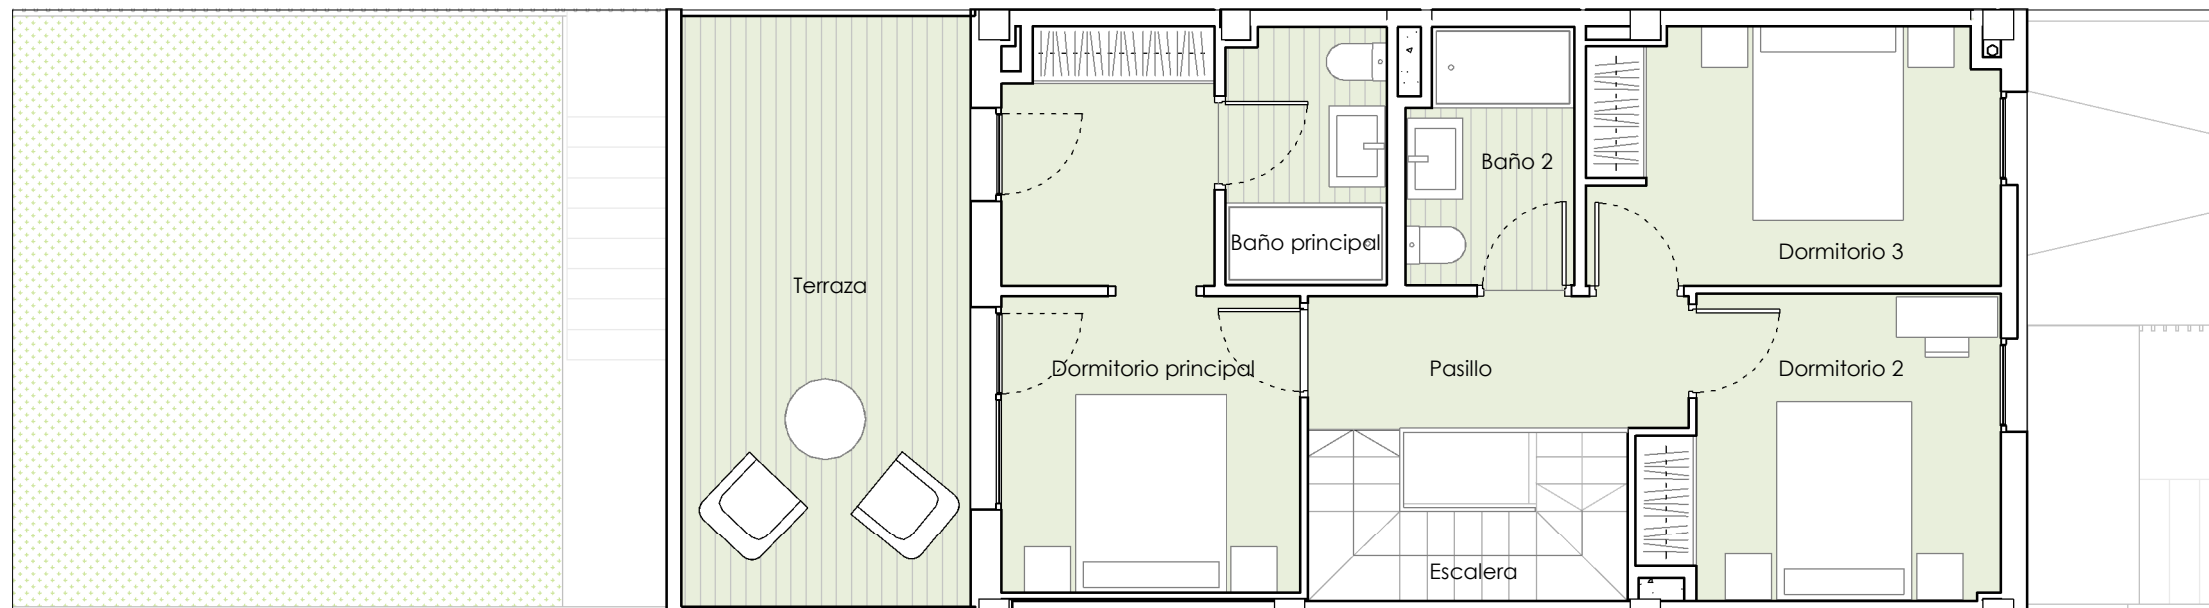 Baño 2
Baño principal
Dormitorio 3
Terraza
Dormitorio principal
Pasillo
Dormitorio 2
Escalera